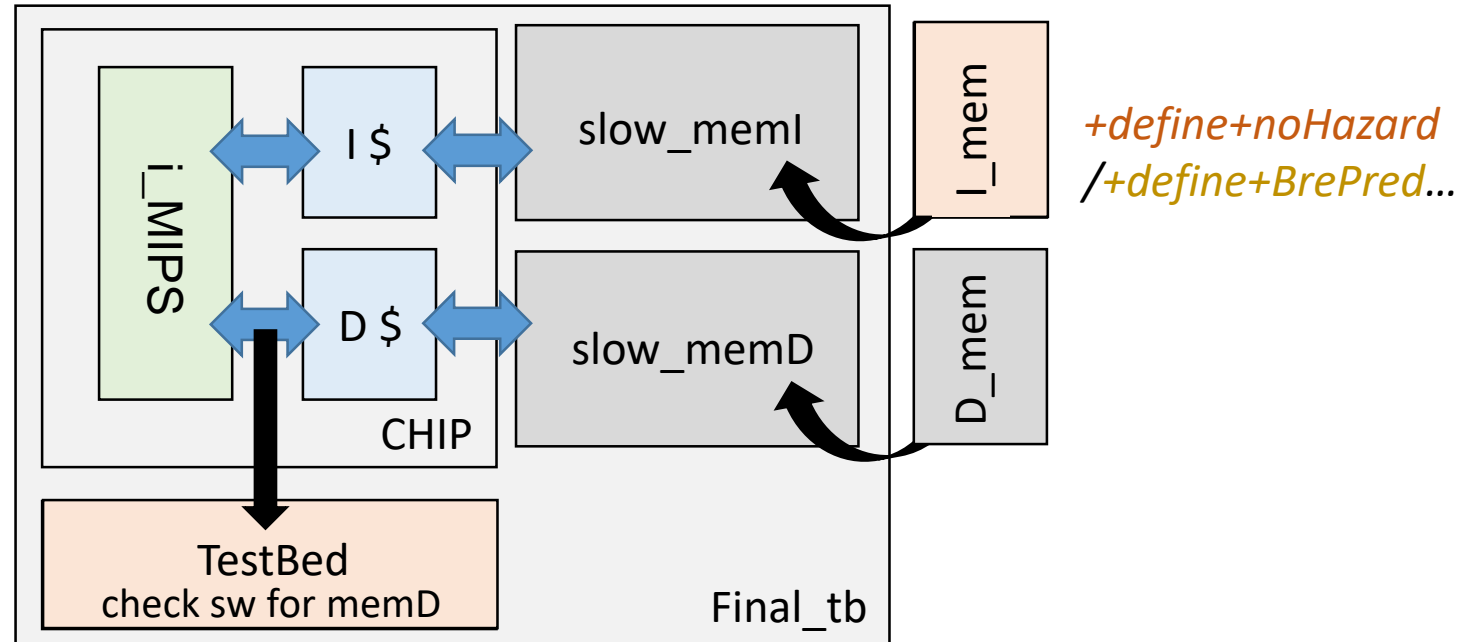 i_MIPS
I $
slow_memI
I_mem
+define+noHazard
/+define+BrePred...
D $
slow_memD
D_mem
CHIP
TestBed
check sw for memD
Final_tb